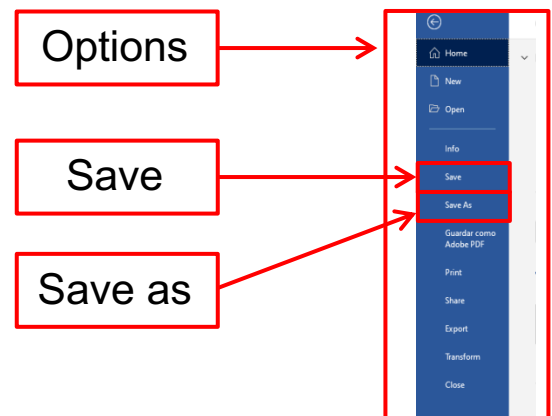 Options
Save
Save as
Home
New
Open
Info
Save
Save As
Guardar como
Adobe PDF
Print
Share
Export
Transform
Close